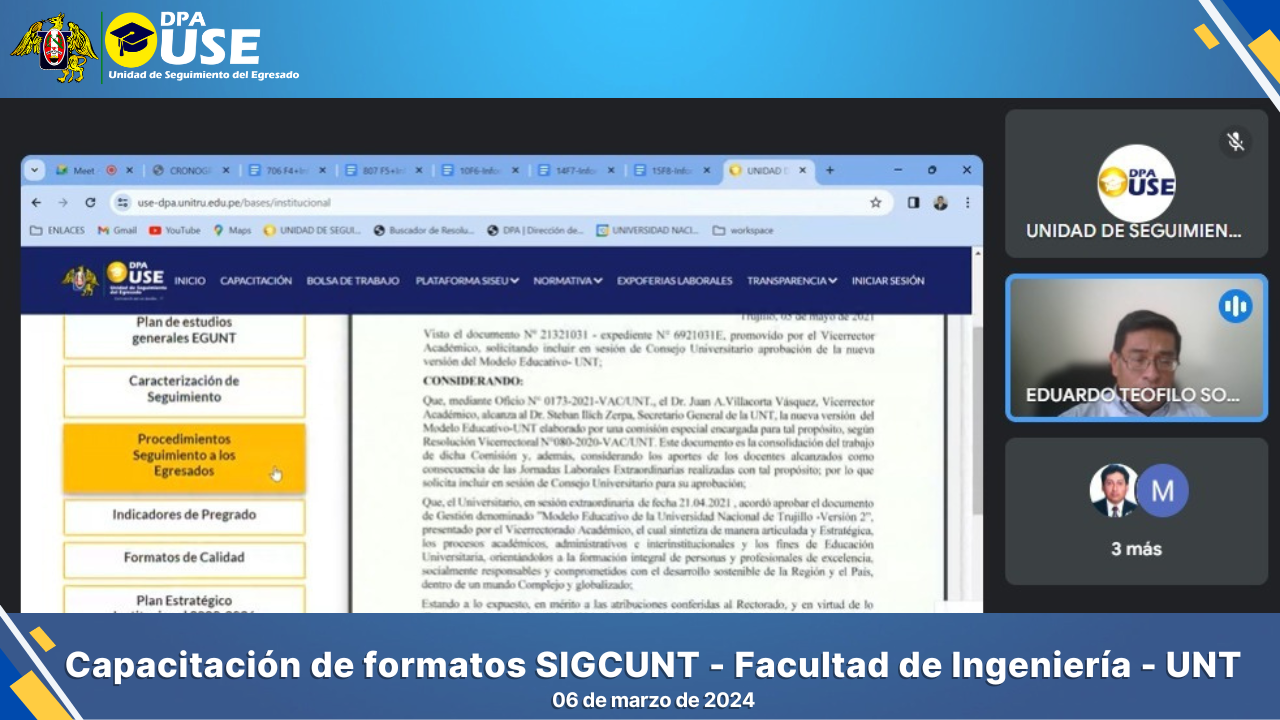 DPA
USE
Unidad de Seguimiento del Egresado
Meet
CRONOG
706 F4+In
807 F5+In
10F6-Info
14F7-Info
15F8-Info
UNIDAD D
use-dpa.unitru.edu.pe/bases/institucional
ENLACES
Gmail
YouTube
Maps
UNIDAD DE SEGUI...
Buscador de Resolu...
DPA | Dirección de...
UNIVERSIDAD NACI...
workspace
DPA
USE
Unidad de Seguimiento
del Egresado
INICIO
CAPACITACIÓN
BOLSA DE TRABAJO
PLATAFORMA SISEU
NORMATIVA
EXPOFERIAS LABORALES
TRANSPARENCIA
INICIAR SESIÓN
Plan de estudios
generales EGUNT
Caracterización de
Seguimiento
Procedimientos
Seguimiento a los
Egresados
Indicadores de Pregrado
Formatos de Calidad
Plan Estratégico
Trujillo, 05 de mayo de 2021
Visto el documento N° 21321031 - expediente N° 6921031E, promovido por el Vicerrector
Académico, solicitando incluir en sesión de Consejo Universitario aprobación de la nueva
versión del Modelo Educativo- UNT;
CONSIDERANDO:
Que, mediante Oficio N° 0173-2021-VAC/UNT., el Dr. Juan A.Villacorta Vásquez, Vicerrector
Académico, alcanza al Dr. Steban Ilich Zerpa, Secretario General de la UNT, la nueva versión del
Modelo Educativo-UNT elaborado por una comisión especial encargada para tal propósito, según
Resolución Vicerrectoral N°080-2020-VAC/UNT. Este documento es la consolidación del trabajo
de dicha Comisión y, además, considerando los aportes de los docentes alcanzados como
consecuencia de las Jornadas Laborales Extraordinarias realizadas con tal propósito; por lo que
solicita incluir en sesión de Consejo Universitario para su aprobación;
Que, el Universitario, en sesión extraordinaria de fecha 21.04.2021 , acordó aprobar el documento
de Gestión denominado "Modelo Educativo de la Universidad Nacional de Trujillo -Versión 2",
presentado por el Vicerrectorado Académico, el cual sintetiza de manera articulada y Estratégica,
los procesos académicos, administrativos e interinstitucionales y los fines de Educación
Universitaria, orientándolos a la formación integral de personas y profesionales de excelencia,
socialmente responsables y comprometidos con el desarrollo sostenible de la Región y el País,
dentro de un mundo Complejo y globalizado;
Estando a lo expuesto, en mérito a las atribuciones conferidas al Rectorado, y en virtud de lo
DPA
USE
UNIDAD DE SEGUIMIEN...
EDUARDO TEOFILO SO...
M
3 más
Capacitación de formatos SIGCUNT - Facultad de Ingeniería - UNT
06 de marzo de 2024